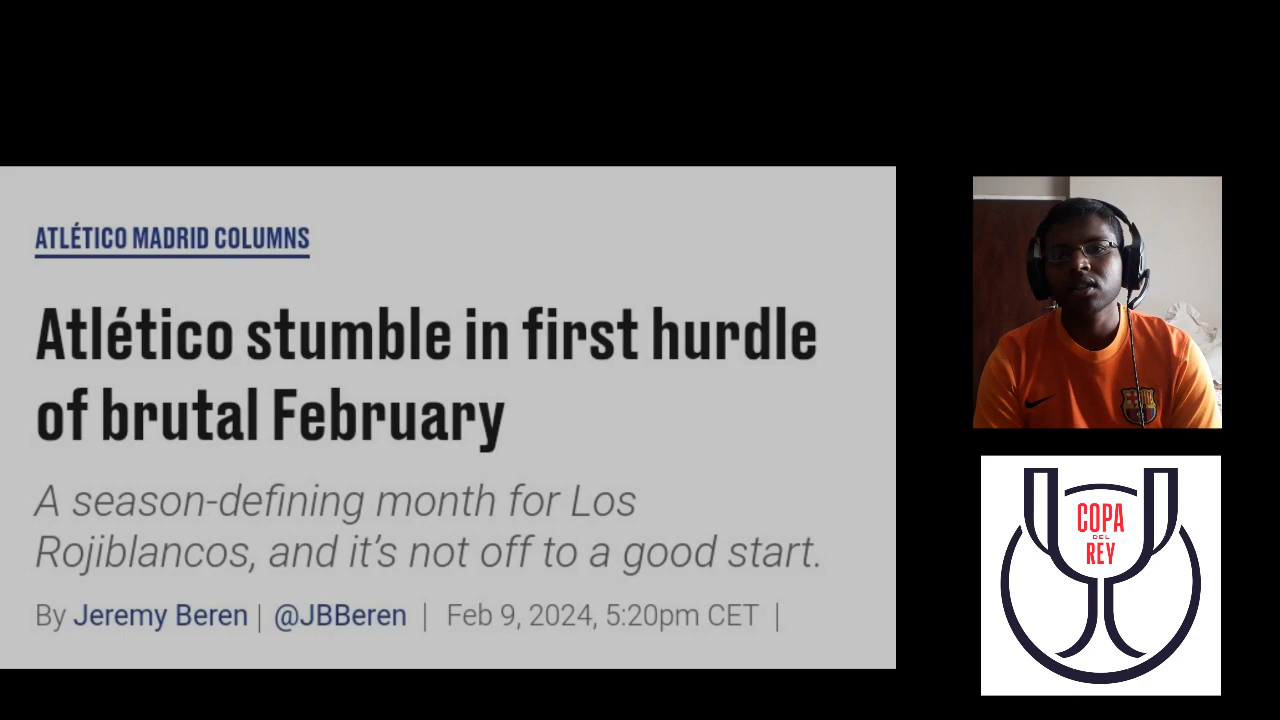 ATLÉTICO MADRID COLUMNS
Atlético stumble in first hurdle
of brutal February
A season-defining month for Los
Rojiblancos, and it's not off to a good start.
By Jeremy Beren | @JBBeren | Feb 9, 2024, 5:20pm CET |
COPA
DEL
REY